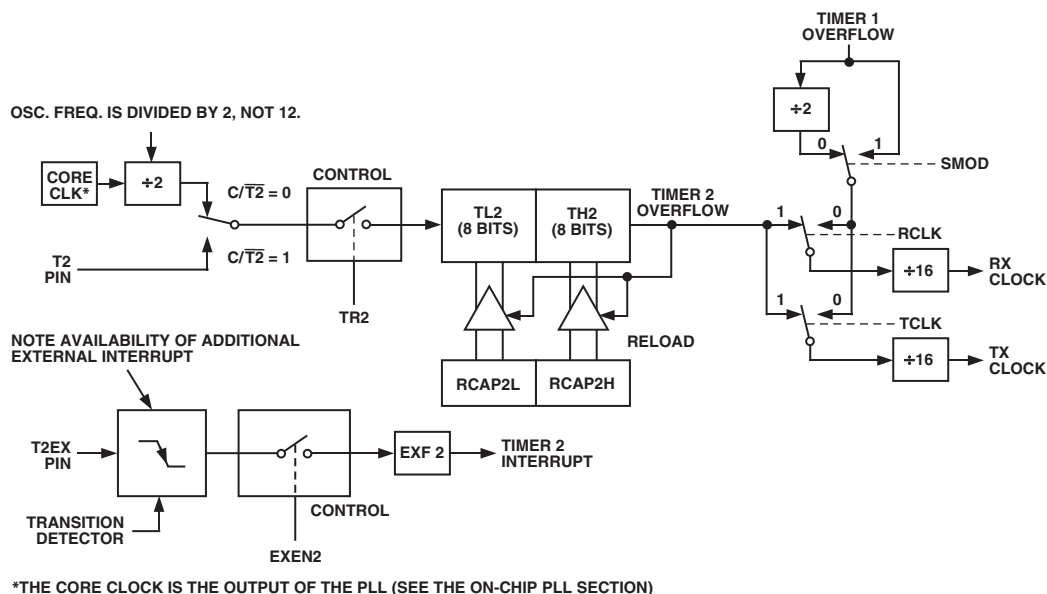 TIMER 1
OVERFLOW
÷2
0
1
SMOD
OSC. FREQ. IS DIVIDED BY 2, NOT 12.
CORE
CLK*
÷2
C/T2̅ = 0
CONTROL
TL2
(8 BITS)
TH2
(8 BITS)
TIMER 2
OVERFLOW
1
0
RCLK
T2
PIN
C/T2̅ = 1
÷16
RX
CLOCK
TR2
1
0
TCLK
RELOAD
NOTE AVAILABILITY OF ADDITIONAL
EXTERNAL INTERRUPT
÷16
TX
CLOCK
RCAP2L
RCAP2H
T2EX
PIN
EXF 2
TIMER 2
INTERRUPT
CONTROL
TRANSITION
DETECTOR
EXEN2
*THE CORE CLOCK IS THE OUTPUT OF THE PLL (SEE THE ON-CHIP PLL SECTION)